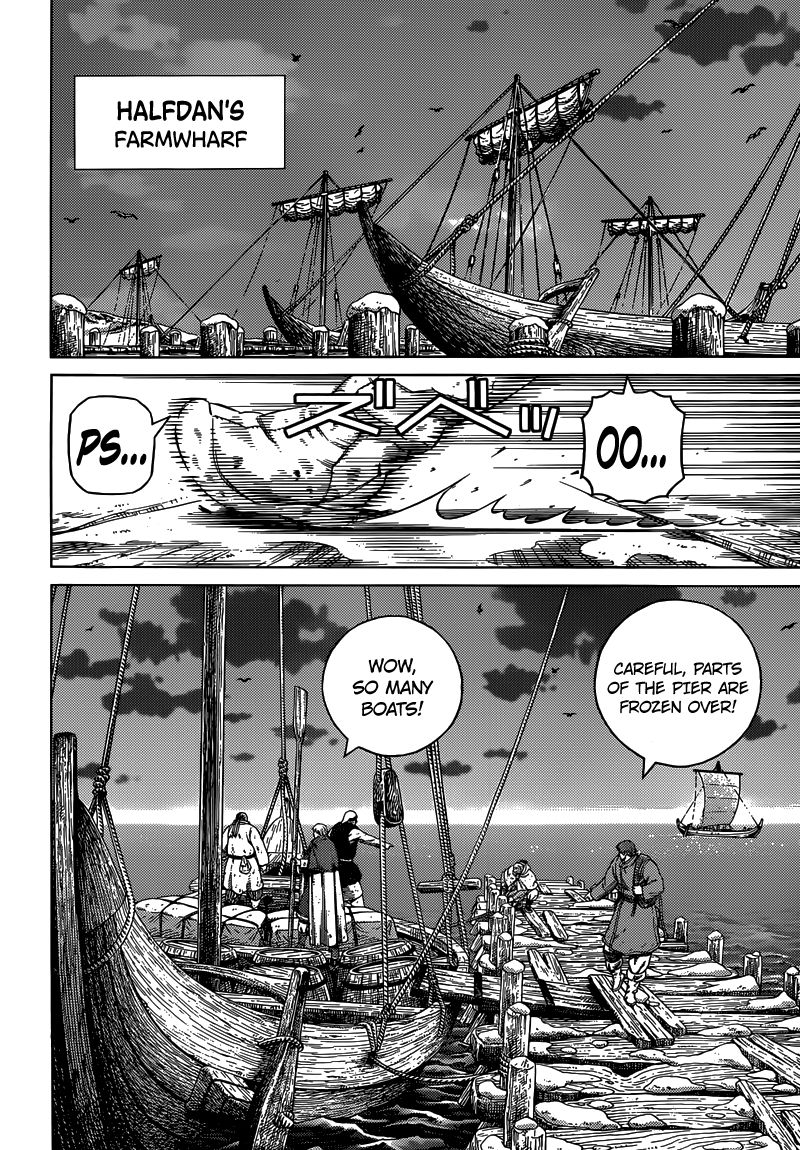 HALFDAN'S
FARMWHARF
OO...
ズベッ
PS...
CAREFUL, PARTS
OF THE PIER ARE
FROZEN OVER!
WOW,
SO MANY
BOATS!